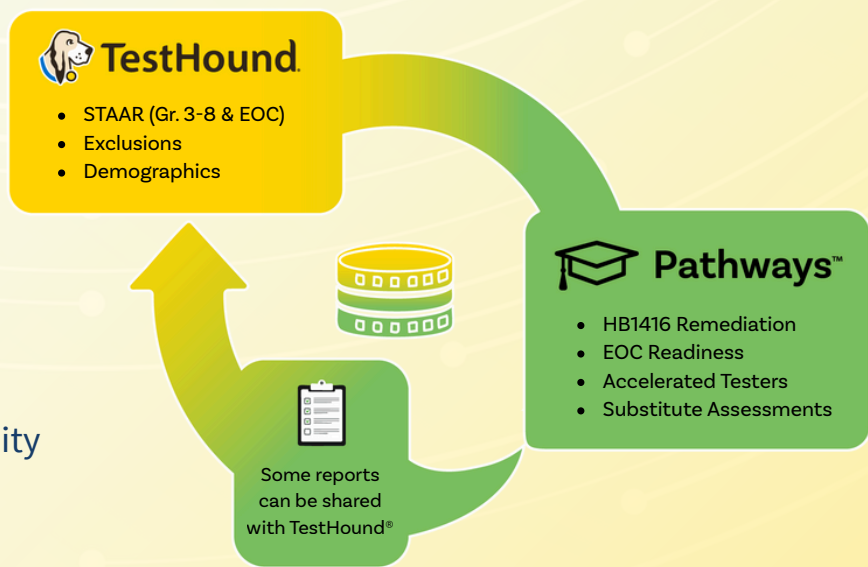 TestHound.
• STAAR (Gr. 3-8 & EOC)
• Exclusions
• Demographics
Pathways™
• HB1416 Remediation
• EOC Readiness
• Accelerated Testers
• Substitute Assessments
ity
Some reports
can be shared
with TestHound®